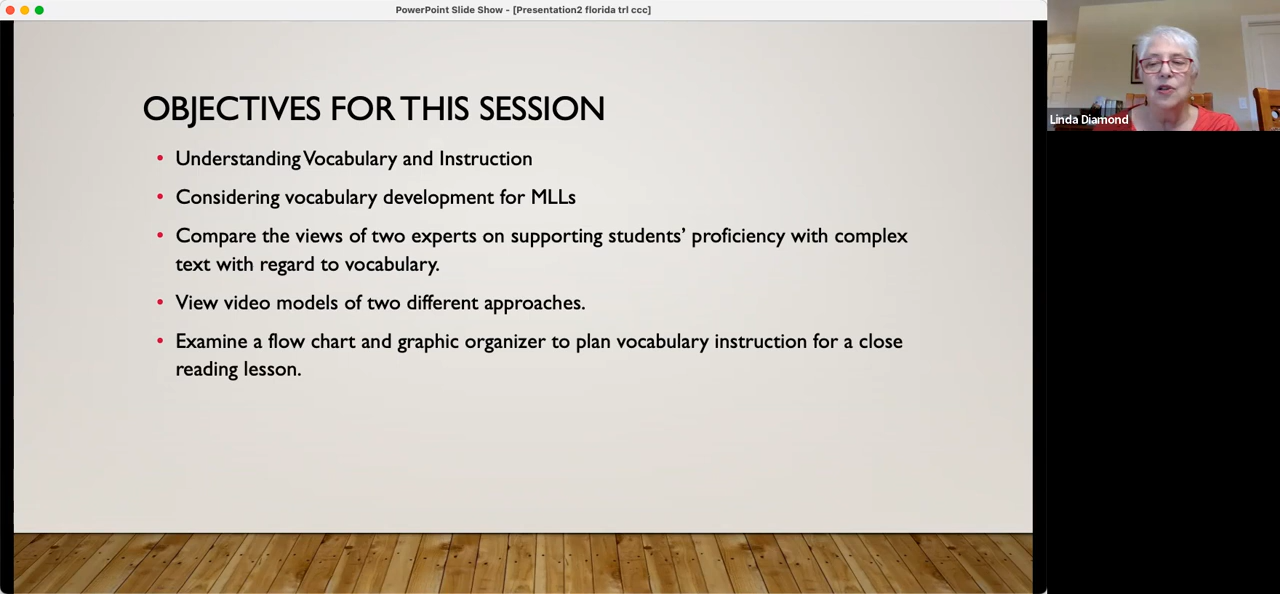 PowerPoint Slide Show - [Presentation2 florida trl ccc]
OBJECTIVES FOR THIS SESSION
• Understanding Vocabulary and Instruction
• Considering vocabulary development for MLLs
• Compare the views of two experts on supporting students’ proficiency with complex
text with regard to vocabulary.
• View video models of two different approaches.
• Examine a flow chart and graphic organizer to plan vocabulary instruction for a close
reading lesson.
Linda Diamond